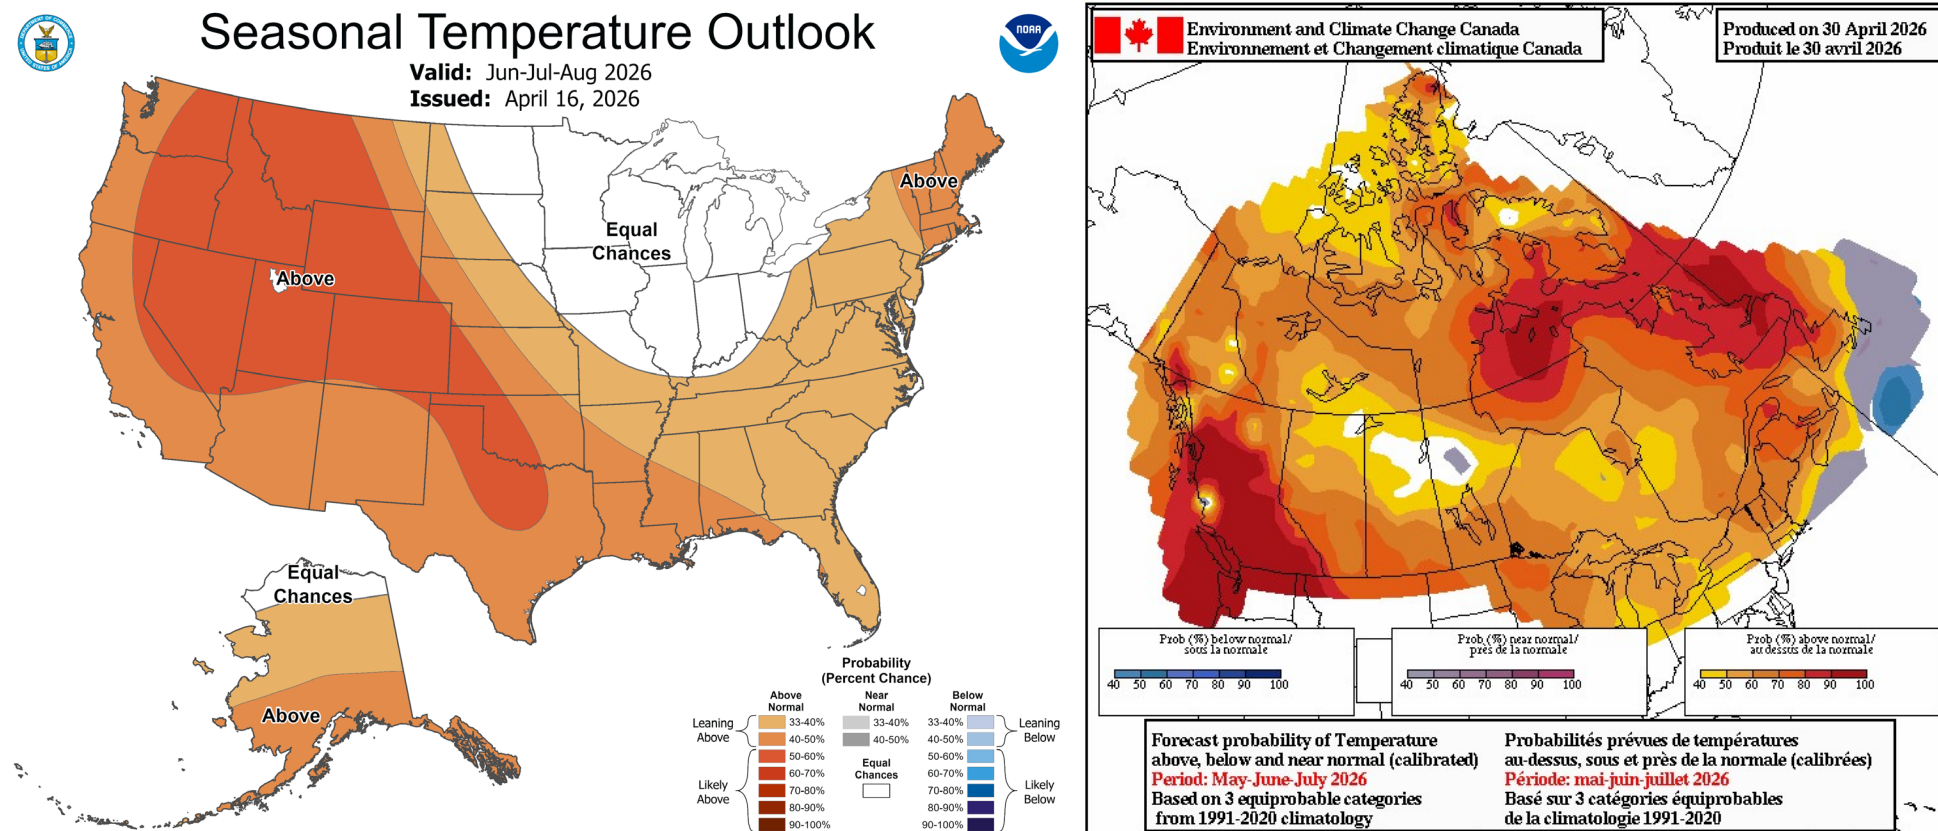 Seasonal Temperature Outlook
Valid: Jun-Jul-Aug 2026
Issued: April 16, 2026
NOAA
Above
Equal
Chances
Above
Equal
Chances
Above
Probability
(Percent Chance)
Above
Normal
Near
Normal
Below
Normal
Leaning
Above
33-40%
40-50%
33-40%
40-50%
33-40%
40-50%
Leaning
Below
Likely
Above
50-60%
60-70%
70-80%
80-90%
90-100%
Equal
Chances
50-60%
60-70%
70-80%
80-90%
90-100%
Likely
Below
Environment and Climate Change Canada
Environnement et Changement climatique Canada
Produced on 30 April 2026
Produit le 30 avril 2026
Prob (%) below normal/
sous la normale
40 50 60 70 80 90 100
Prob (%) near normal/
près de la normale
40 50 60 70 80 90 100
Prob (%) above normal/
au dessus de la normale
40 50 60 70 80 90 100
Forecast probability of Temperature
above, below and near normal (calibrated)
Period: May-June-July 2026
Based on 3 equiprobable categories
from 1991-2020 climatology
Probabilités prévues de températures
au-dessus, sous et près de la normale (calibrées)
Période: mai-juin-juillet 2026
Basé sur 3 catégories équiprobables
de la climatologie 1991-2020